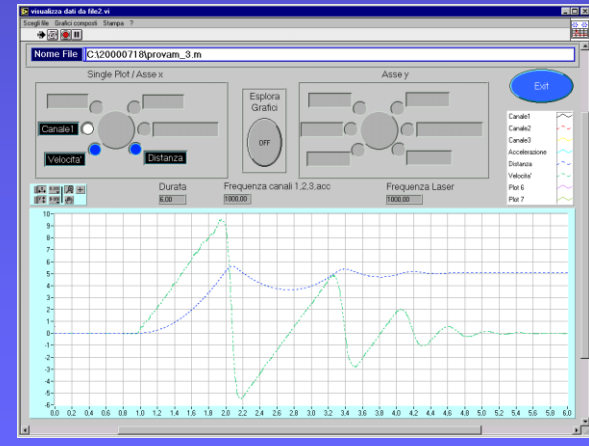 visualizza dati da file2.vi
Scegli file Grafici composti Stampa ?
Nome File C:\20000718\provam_3.m
Single Plot / Asse x
Asse y
Esplora
Grafici
OFF
Exit
Canale1
Velocita'
Distanza
Canale1
Canale2
Canale3
Accelerazione
Distanza
Velocita'
Plot 6
Plot 7
Durata
6,00
Frequenza canali 1,2,3,acc
1000,00
Frequenza Laser
1000,00
10
9
8
7
6
5
4
3
2
1
0
-1
-2
-3
-4
-5
-6
0,0 0,2 0,4 0,6 0,8 1,0 1,2 1,4 1,6 1,8 2,0 2,2 2,4 2,6 2,8 3,0 3,2 3,4 3,6 3,8 4,0 4,2 4,4 4,6 4,8 5,0 5,2 5,4 5,6 5,8 6,0